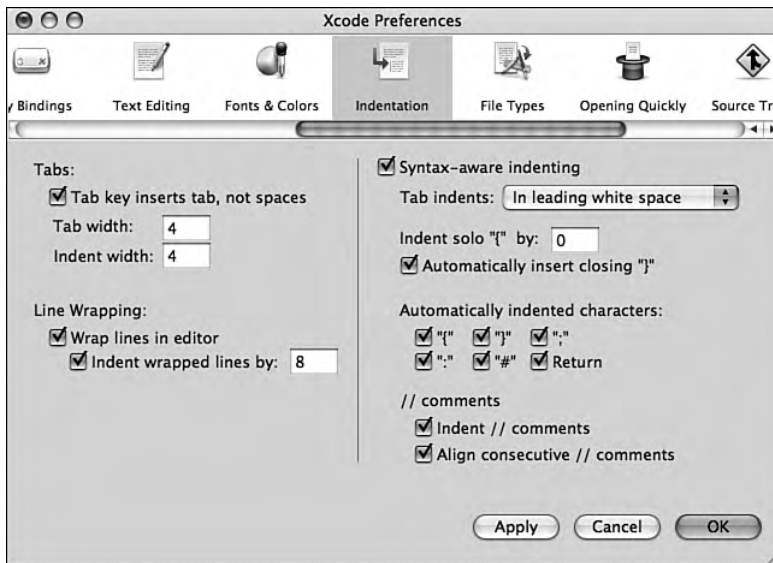 Xcode Preferences
y Bindings
Text Editing
Fonts & Colors
Indentation
File Types
Opening Quickly
Source Tr
Tabs:
Tab key inserts tab, not spaces
Tab width: 4
Indent width: 4
Line Wrapping:
Wrap lines in editor
Indent wrapped lines by: 8
Syntax-aware indenting
Tab indents: In leading white space
Indent solo "{" by: 0
Automatically insert closing "}"
Automatically indented characters:
"{" "}" ";"
":" "#" Return
// comments
Indent // comments
Align consecutive // comments
Apply Cancel OK